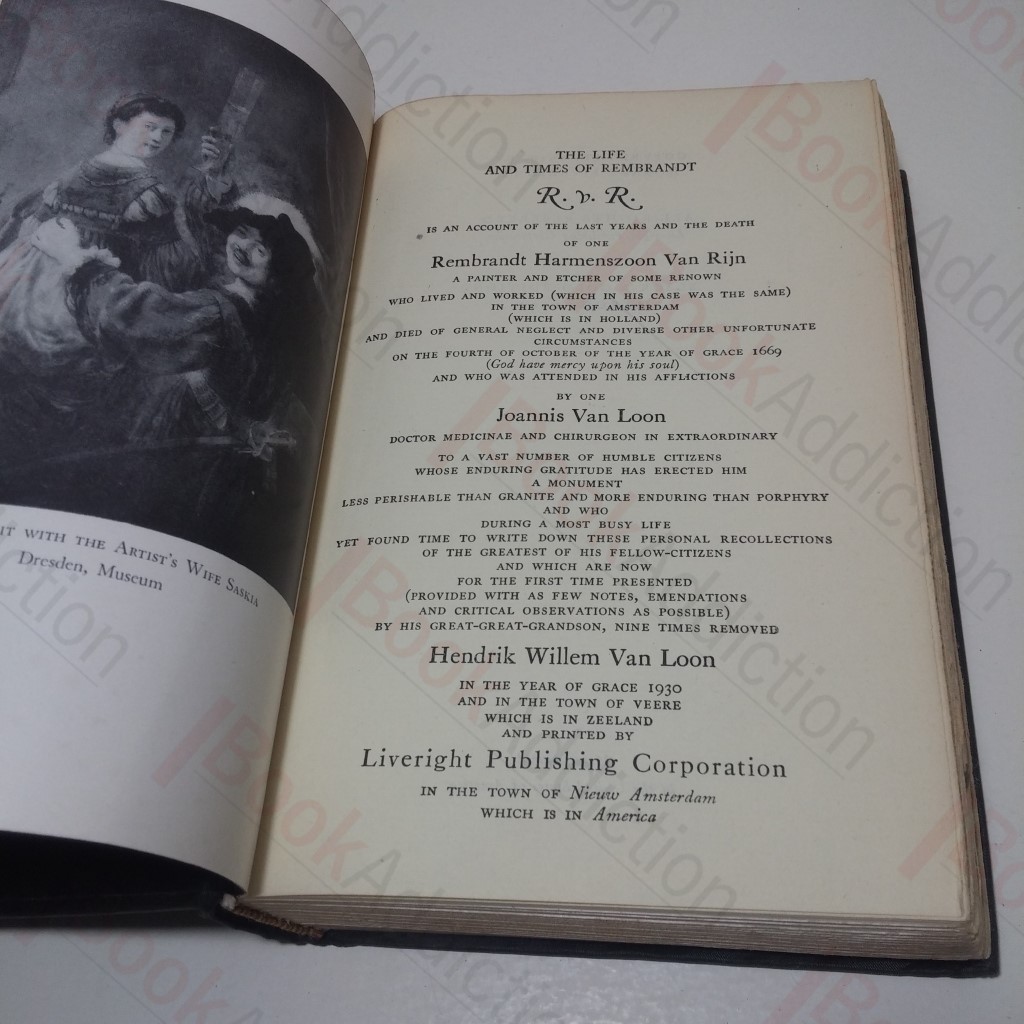 IT WITH THE ARTIST'S WIFE SASKIA
Dresden, Museum
THE LIFE
AND TIMES OF REMBRANDT
R. v. R.
IS AN ACCOUNT OF THE LAST YEARS AND THE DEATH
OF ONE
Rembrandt Harmenszoon Van Rijn
A PAINTER AND ETCHER OF SOME RENOWN
WHO LIVED AND WORKED (WHICH IN HIS CASE WAS THE SAME)
IN THE TOWN OF AMSTERDAM
(WHICH IS IN HOLLAND)
AND DIED OF GENERAL NEGLECT AND DIVERSE OTHER UNFORTUNATE
CIRCUMSTANCES
ON THE FOURTH OF OCTOBER OF THE YEAR OF GRACE 1669
(God have mercy upon his soul)
AND WHO WAS ATTENDED IN HIS AFFLICTIONS
BY ONE
Joannis Van Loon
DOCTOR MEDICINAE AND CHIRURGEON IN EXTRAORDINARY
TO A VAST NUMBER OF HUMBLE CITIZENS
WHOSE ENDURING GRATITUDE HAS ERECTED HIM
A MONUMENT
LESS PERISHABLE THAN GRANITE AND MORE ENDURING THAN PORPHYRY
AND WHO
DURING A MOST BUSY LIFE
YET FOUND TIME TO WRITE DOWN THESE PERSONAL RECOLLECTIONS
OF THE GREATEST OF HIS FELLOW-CITIZENS
AND WHICH ARE NOW
FOR THE FIRST TIME PRESENTED
(PROVIDED WITH AS FEW NOTES, EMENDATIONS
AND CRITICAL OBSERVATIONS AS POSSIBLE)
BY HIS GREAT-GREAT-GRANDSON, NINE TIMES REMOVED
Hendrik Willem Van Loon
IN THE YEAR OF GRACE 1930
AND IN THE TOWN OF VEERE
WHICH IS IN ZEELAND
AND PRINTED BY
Liveright Publishing Corporation
IN THE TOWN OF Nieuw Amsterdam
WHICH IS IN America
BookAddiction